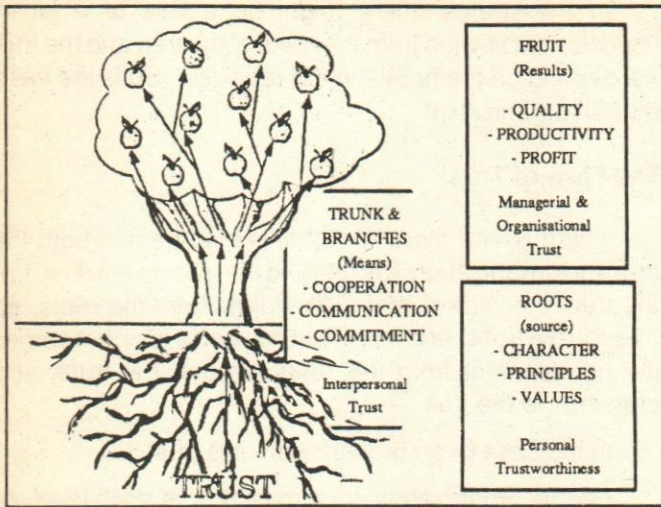 FRUIT
(Results)
- QUALITY
- PRODUCTIVITY
- PROFIT
Managerial &
Organisational
Trust
TRUNK &
BRANCHES
(Means)
- COOPERATION
- COMMUNICATION
COMMITMENT
Interpersonal
Trust
ROOTS
(source)
- CHARACTER
- PRINCIPLES
- VALUES
Personal
Trustworthiness
TRUST